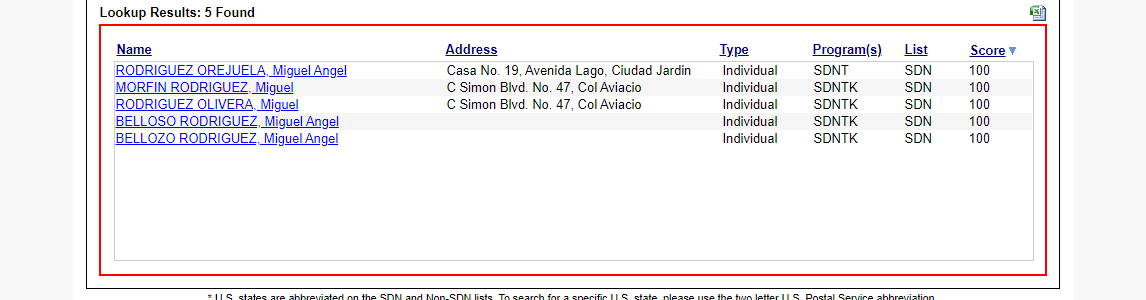 Lookup Results: 5 Found
Name Address Type Program(s) List Score
RODRIGUEZ OREJUELA, Miguel Angel Casa No. 19, Avenida Lago, Ciudad Jardin Individual SDNT SDN 100
MORFIN RODRIGUEZ, Miguel C Simon Blvd. No. 47, Col Aviacio Individual SDNTK SDN 100
RODRIGUEZ OLIVERA, Miguel C Simon Blvd. No. 47, Col Aviacio Individual SDNTK SDN 100
BELLOSO RODRIGUEZ, Miguel Angel Individual SDNTK SDN 100
BELLOZO RODRIGUEZ, Miguel Angel Individual SDNTK SDN 100
* U.S. states are abbreviated on the SDN and Non-SDN lists. To search for a specific U.S. state, please use the two letter U.S. Postal Service abbreviation.